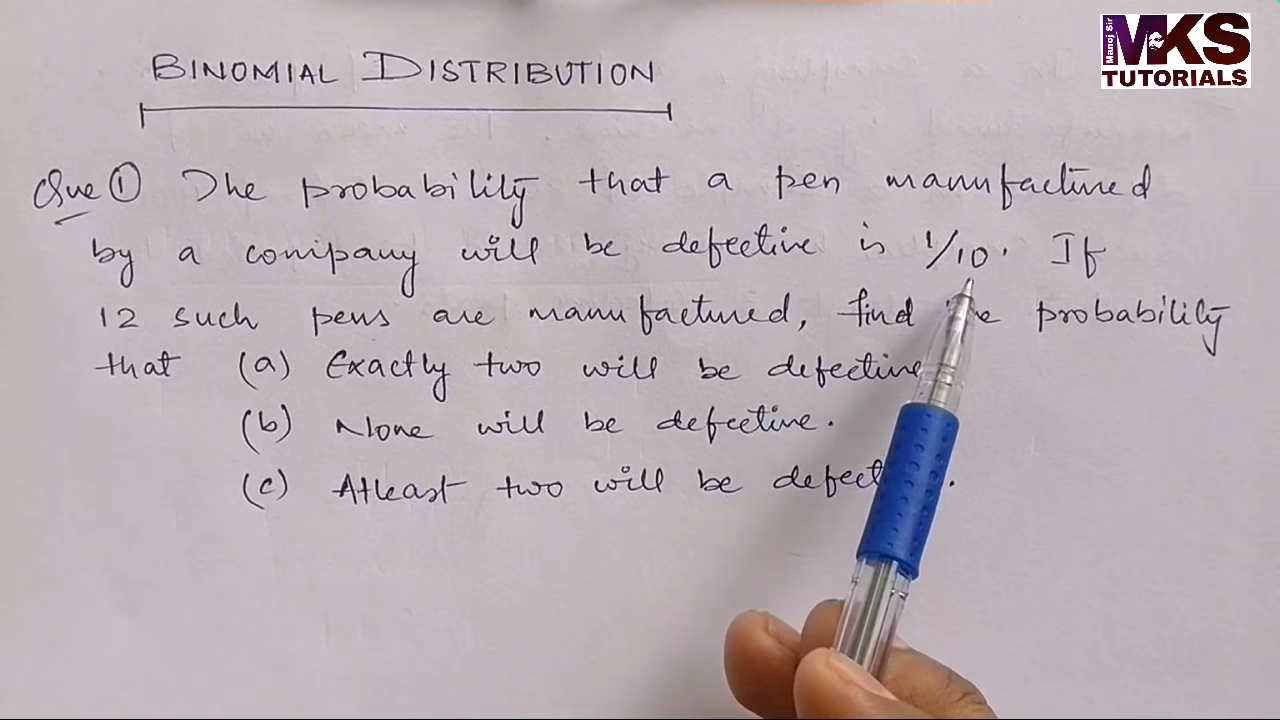 Manoj Sir
MKS
TUTORIALS
BINOMIAL DISTRIBUTION
Que ① The probability that a pen manufactured
by a company will be defective is 1/10. If
12 such pens are manufactured, find probability
that (a) Exactly two will be defective
(b) None will be defective.
(c) Atleast two will be